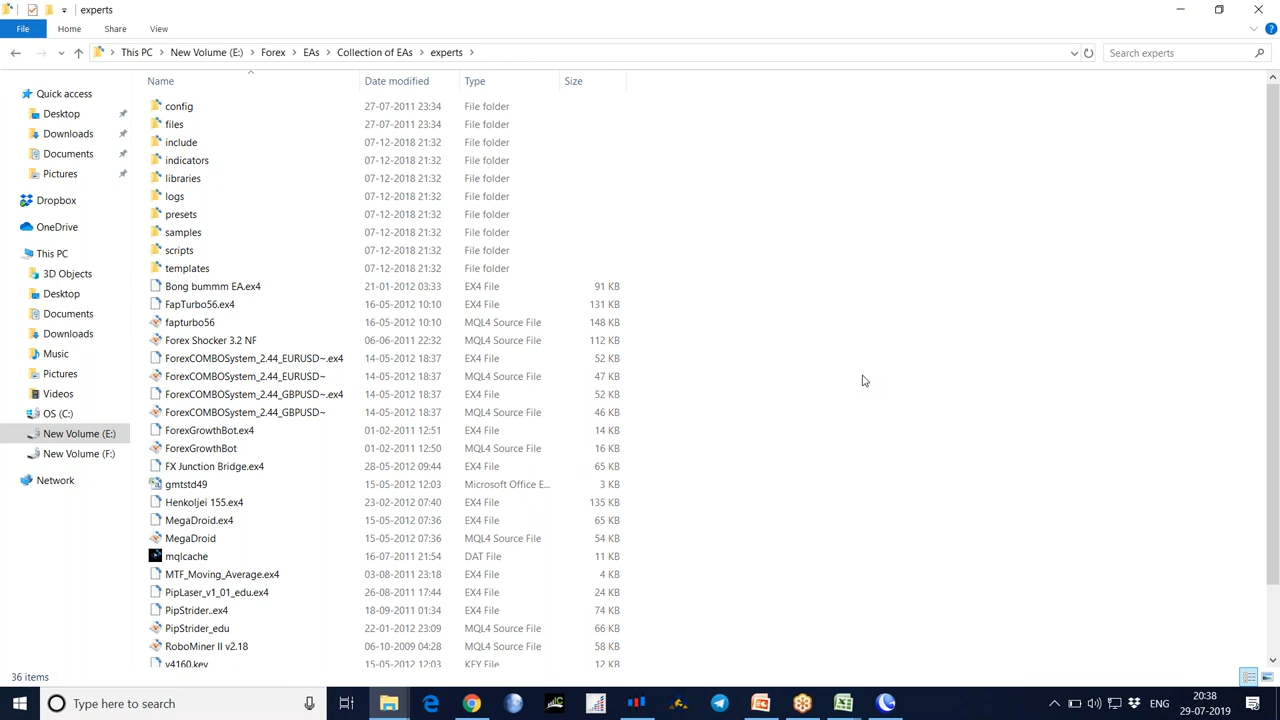 experts
File Home Share View
This PC New Volume (E:) Forex EAs Collection of EAs experts
Search experts
Name Date modified Type Size
Quick access
Desktop
Downloads
Documents
Pictures
Dropbox
OneDrive
This PC
3D Objects
Desktop
Documents
Downloads
Music
Pictures
Videos
OS (C:)
New Volume (E:)
New Volume (F:)
Network
config 27-07-2011 23:34 File folder
files 27-07-2011 23:34 File folder
include 07-12-2018 21:32 File folder
indicators 07-12-2018 21:32 File folder
libraries 07-12-2018 21:32 File folder
logs 07-12-2018 21:32 File folder
presets 07-12-2018 21:32 File folder
samples 07-12-2018 21:32 File folder
scripts 07-12-2018 21:32 File folder
templates 07-12-2018 21:32 File folder
Bong bummm EA.ex4 21-01-2012 03:33 EX4 File 91 KB
FapTurbo56.ex4 16-05-2012 10:10 EX4 File 131 KB
fapturbo56 16-05-2012 10:10 MQL4 Source File 148 KB
Forex Shocker 3.2 NF 06-06-2011 22:32 MQL4 Source File 112 KB
ForexCOMBOSystem_2.44_EURUSD~.ex4 14-05-2012 18:37 EX4 File 52 KB
ForexCOMBOSystem_2.44_EURUSD~ 14-05-2012 18:37 MQL4 Source File 47 KB
ForexCOMBOSystem_2.44_GBPUSD~.ex4 14-05-2012 18:37 EX4 File 52 KB
ForexCOMBOSystem_2.44_GBPUSD~ 14-05-2012 18:37 MQL4 Source File 46 KB
ForexGrowthBot.ex4 01-02-2011 12:51 EX4 File 14 KB
ForexGrowthBot 01-02-2011 12:50 MQL4 Source File 16 KB
FX Junction Bridge.ex4 28-05-2012 09:44 EX4 File 65 KB
gmtstd49 15-05-2012 12:03 Microsoft Office E... 3 KB
Henkoljei 155.ex4 23-02-2012 07:40 EX4 File 135 KB
MegaDroid.ex4 15-05-2012 07:36 EX4 File 65 KB
MegaDroid 15-05-2012 07:36 MQL4 Source File 54 KB
mqlcache 16-07-2011 21:54 DAT File 11 KB
MTF_Moving_Average.ex4 03-08-2011 23:18 EX4 File 4 KB
PipLaser_v1_01_edu.ex4 26-08-2011 17:44 EX4 File 24 KB
PipStrider..ex4 18-09-2011 01:34 EX4 File 74 KB
PipStrider_edu 22-01-2012 23:09 MQL4 Source File 66 KB
RoboMiner II v2.18 06-10-2009 04:28 MQL4 Source File 58 KB
v4160.key 15-05-2012 12:03 KEY File 12 KB
36 items
Type here to search
ENG
20:38
29-07-2019